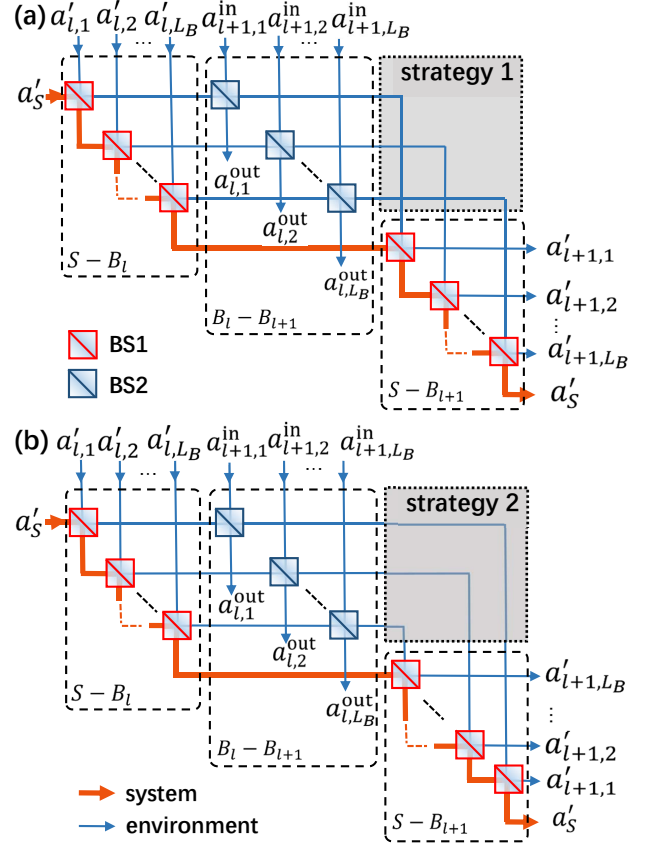 (a) a′_{l,1} a′_{l,2} ... a′_{l,L_B} a^{in}_{l+1,1} a^{in}_{l+1,2} ... a^{in}_{l+1,L_B}
strategy 1
a′_S
a^{out}_{l,1}
a^{out}_{l,2}
a^{out}_{l,L_B}
S − B_l
B_l − B_{l+1}
a′_{l+1,1}
a′_{l+1,2}
...
a′_{l+1,L_B}
a′_S
S − B_{l+1}
BS1
BS2
(b) a′_{l,1} a′_{l,2} ... a′_{l,L_B} a^{in}_{l+1,1} a^{in}_{l+1,2} ... a^{in}_{l+1,L_B}
strategy 2
a′_S
a^{out}_{l,1}
a^{out}_{l,2}
a^{out}_{l,L_B}
S − B_l
B_l − B_{l+1}
a′_{l+1,L_B}
...
a′_{l+1,2}
a′_{l+1,1}
a′_S
S − B_{l+1}
system
environment